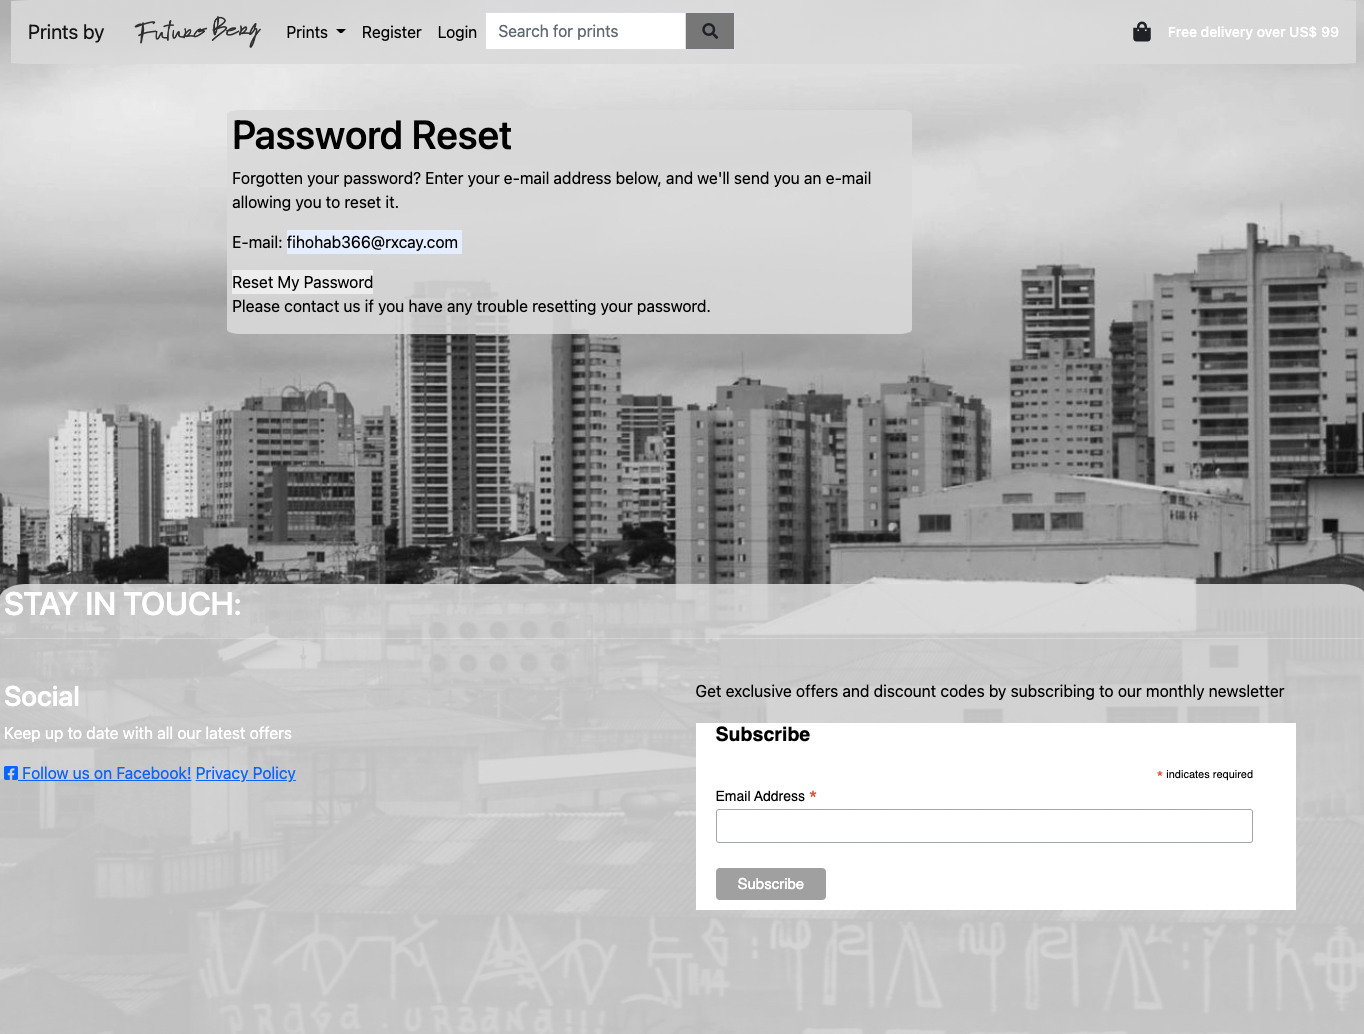 Prints by Futuro Berg Prints Register Login Search for prints Free delivery over US$ 99
Password Reset
Forgotten your password? Enter your e-mail address below, and we'll send you an e-mail
allowing you to reset it.
E-mail: fihohab366@rxcay.com
Reset My Password
Please contact us if you have any trouble resetting your password.
STAY IN TOUCH:
Social
Keep up to date with all our latest offers
Follow us on Facebook! Privacy Policy
Get exclusive offers and discount codes by subscribing to our monthly newsletter
Subscribe
* indicates required
Email Address *
Subscribe